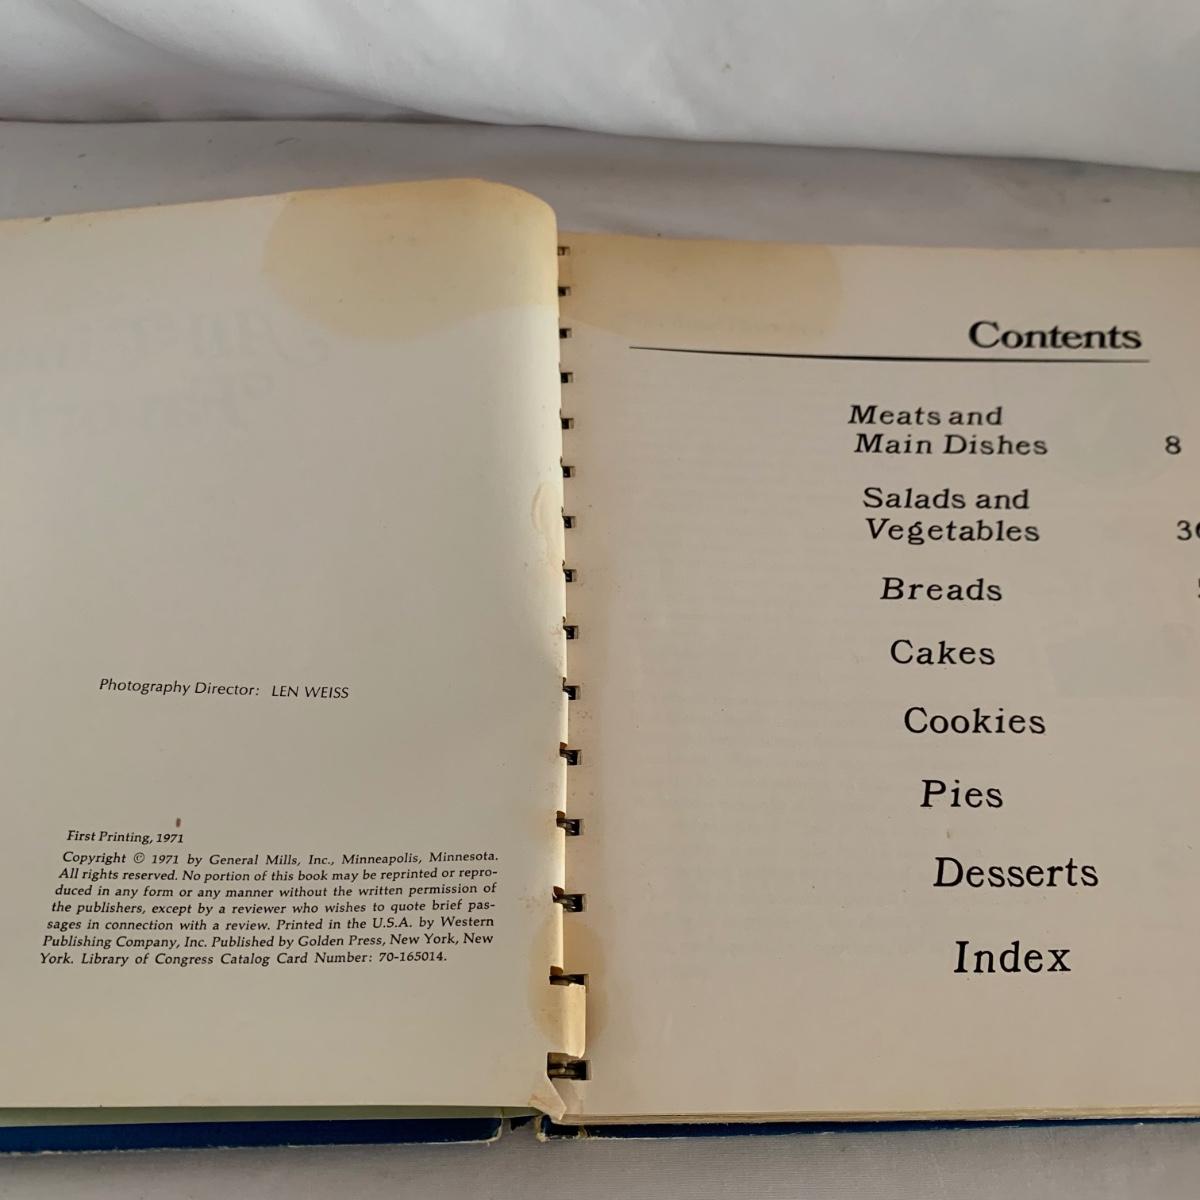 Photography Director: LEN WEISS
First Printing, 1971
Copyright © 1971 by General Mills, Inc., Minneapolis, Minnesota.
All rights reserved. No portion of this book may be reprinted or repro-
duced in any form or any manner without the written permission of
the publishers, except by a reviewer who wishes to quote brief pas-
sages in connection with a review. Printed in the U.S.A. by Western
Publishing Company, Inc. Published by Golden Press, New York, New
York. Library of Congress Catalog Card Number: 70-165014.
Contents
Meats and
Main Dishes 8
Salads and
Vegetables
Breads
Cakes
Cookies
Pies
Desserts
Index